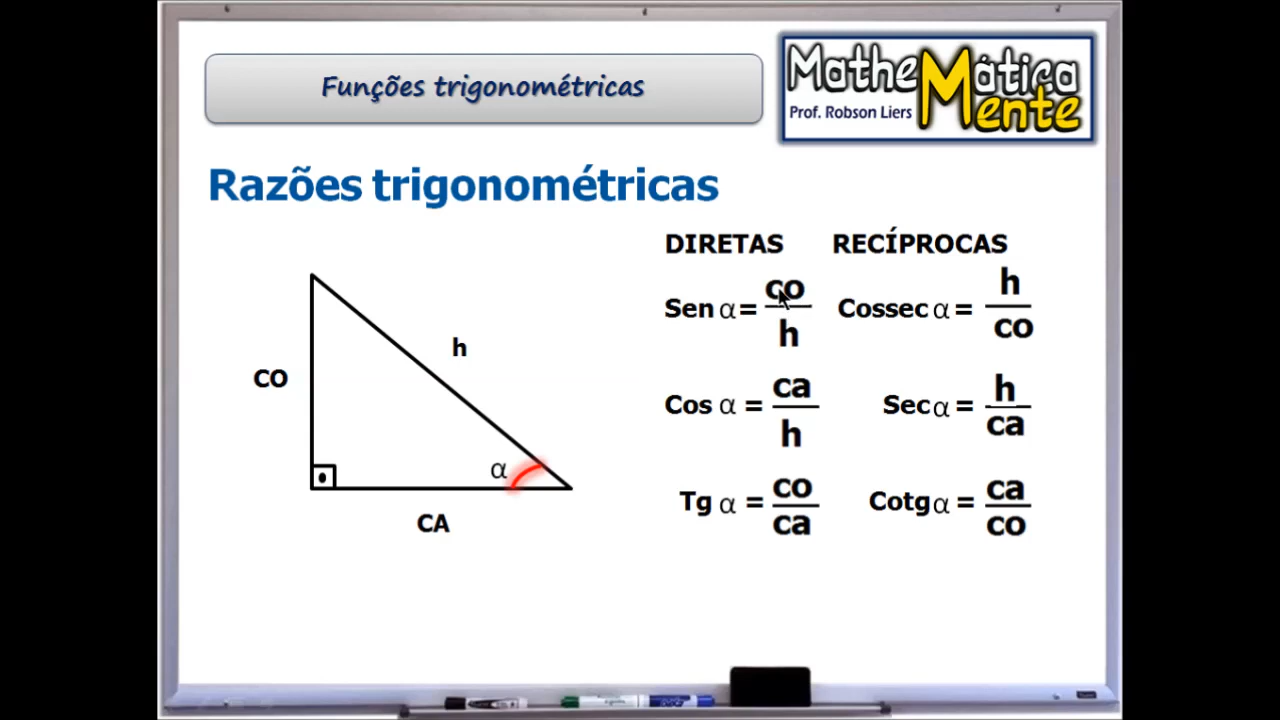 Funções trigonométricas
MatheMática
Mente
Prof. Robson Liers
Razões trigonométricas
DIRETAS RECÍPROCAS
CO
h
α
CA
Sen α = co/h Cossec α = h/co
Cos α = ca/h Sec α = h/ca
Tg α = co/ca Cotg α = ca/co